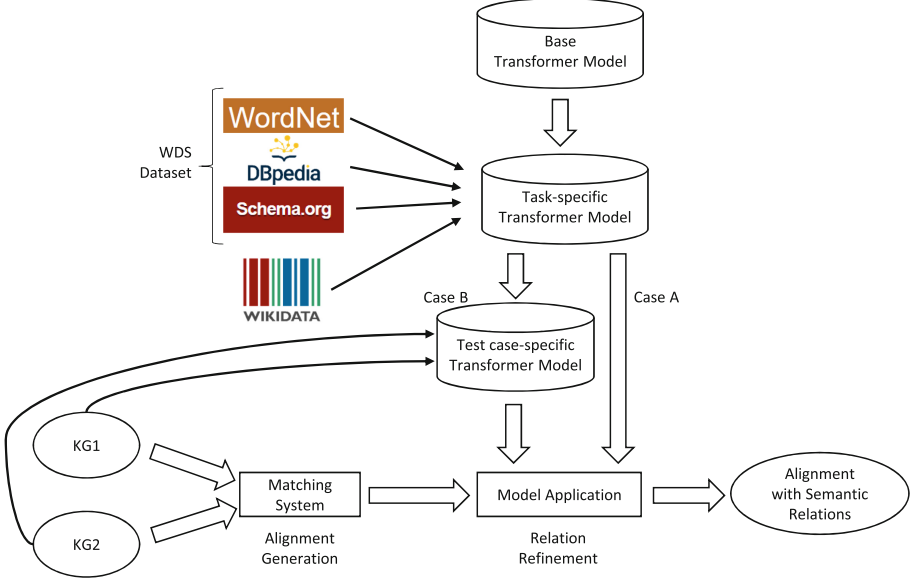 Base
Transformer Model
WordNet
WDS
Dataset
DBpedia
Schema.org
Task-specific
Transformer Model
WIKIDATA
Case B
Case A
Test case-specific
Transformer Model
KG1
Matching
System
Model Application
Alignment
with Semantic
Relations
KG2
Alignment
Generation
Relation
Refinement